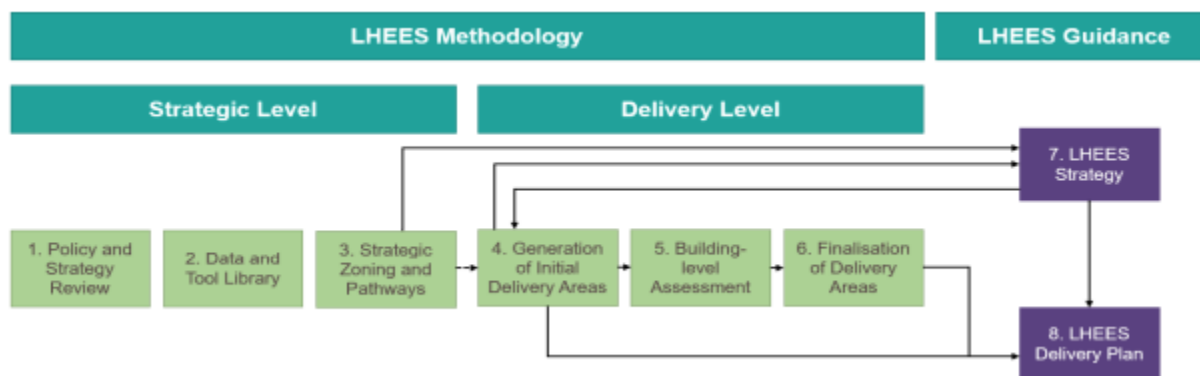 LHEES Methodology
LHEES Guidance
Strategic Level
Delivery Level
7. LHEES
Strategy
1. Policy and
Strategy
Review
2. Data and
Tool Library
3. Strategic
Zoning and
Pathways
4. Generation
of Initial
Delivery Areas
5. Building-
level
Assessment
6. Finalisation
of Delivery
Areas
8. LHEES
Delivery Plan